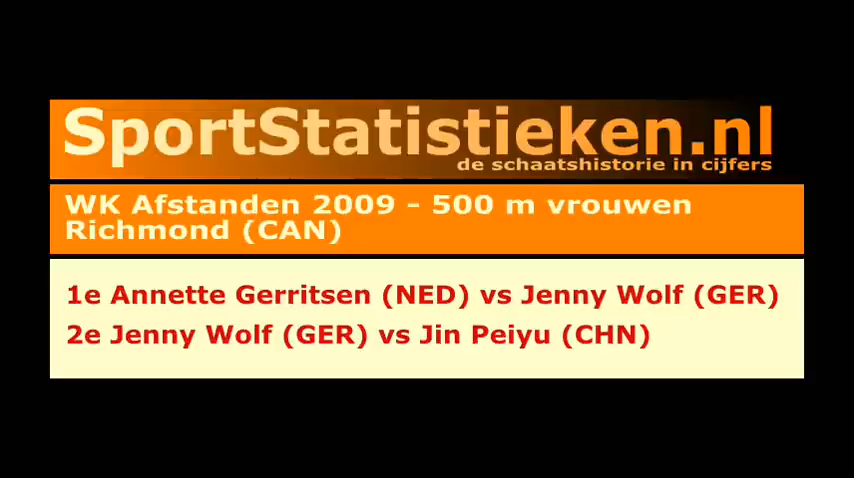 SportStatistieken.nl
de schaatshistorie in cijfers
WK Afstanden 2009 - 500 m vrouwen
Richmond (CAN)
1e Annette Gerritsen (NED) vs Jenny Wolf (GER)
2e Jenny Wolf (GER) vs Jin Peiyu (CHN)